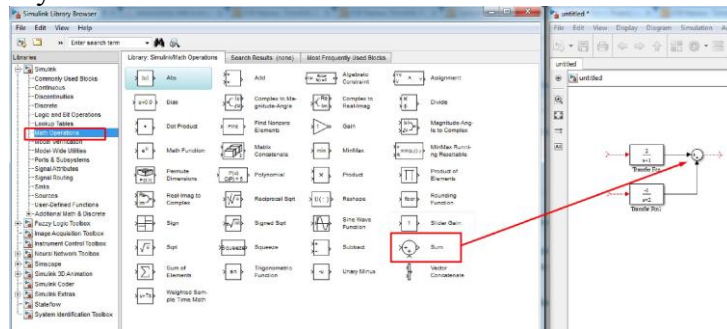 Simulink Library Browser
File Edit View Help
Enter search term
Libraries
Simulink
Commonly Used Blocks
Continuous
Discontinuities
Discrete
Logic and Bit Operations
Lookup Tables
Math Operations
Model Verification
Model-Wide Utilities
Ports & Subsystems
Signal Attributes
Signal Routing
Sinks
Sources
User-Defined Functions
Additional Math & Discrete
Fuzzy Logic Toolbox
Image Acquisition Toolbox
Instrument Control Toolbox
Neural Network Toolbox
Simscape
Simulink 3D Animation
Simulink Coder
Simulink Extras
Stateflow
System Identification Toolbox
Library: Simulink/Math Operations Search Results: (none) Most Frequently Used Blocks
Abs Add Algebraic Constraint Assignment
Bias Complex to Magnitude-Angle Complex to Real-Imag Divide
Dot Product Find Nonzero Elements Gain Magnitude-Angle to Complex
Math Function Matrix Concatenate MinMax MinMax Running Resettable
Permute Dimensions Polynomial Product Product of Elements
Real-Imag to Complex Reciprocal Sqrt Reshape Rounding Function
Sign Signed Sqrt Sine Wave Function Slider Gain
Sqrt Squeeze Subtract Sum
Sum of Elements Trigonometric Function Unary Minus Vector Concatenate
Weighted Sample Time Math
untitled *
File Edit View Display Diagram Simulation
untitled
untitled
2
s+1
s+2